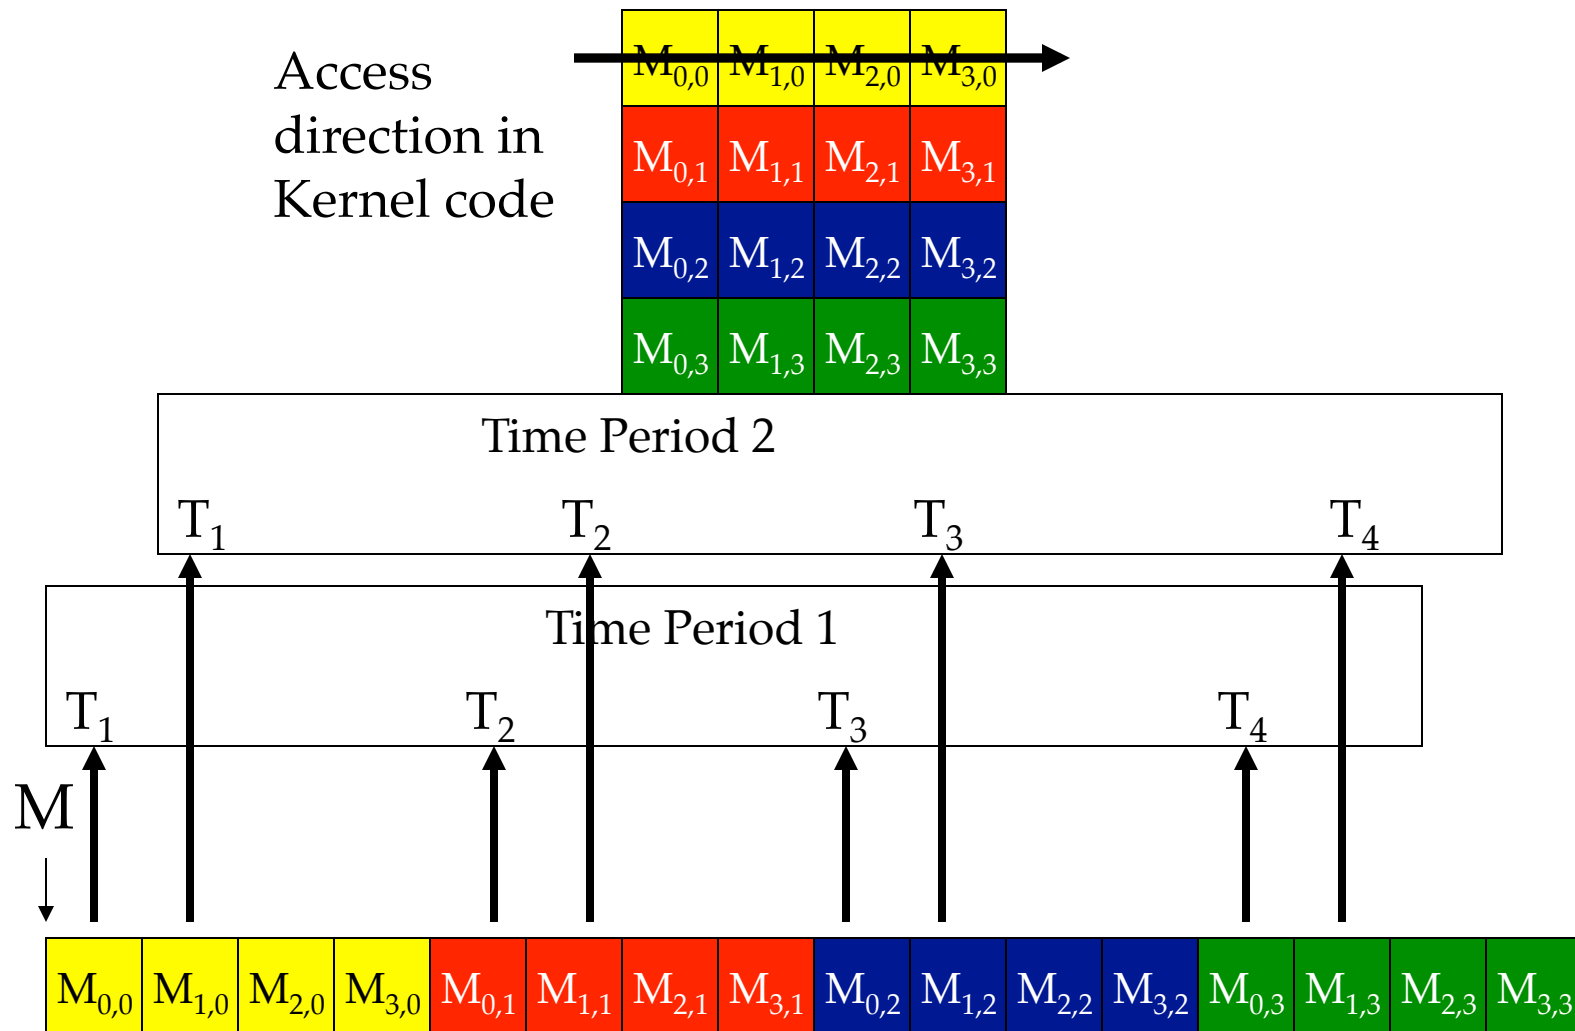 Access
direction in
Kernel code
M0,0 M1,0 M2,0 M3,0
M0,1 M1,1 M2,1 M3,1
M0,2 M1,2 M2,2 M3,2
M0,3 M1,3 M2,3 M3,3
Time Period 2
T1 T2 T3 T4
Time Period 1
T1 T2 T3 T4
M
M0,0 M1,0 M2,0 M3,0 M0,1 M1,1 M2,1 M3,1 M0,2 M1,2 M2,2 M3,2 M0,3 M1,3 M2,3 M3,3